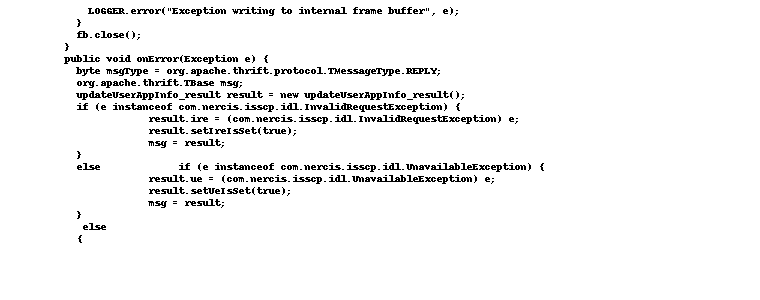 LOGGER.error("Exception writing to internal frame buffer", e);
}
fb.close();
}
public void onError(Exception e) {
byte msgType = org.apache.thrift.protocol.TMessageType.REPLY;
org.apache.thrift.TBase msg;
updateUserAppInfo_result result = new updateUserAppInfo_result();
if (e instanceof com.nercis.isscp.idl.InvalidRequestException) {
result.ire = (com.nercis.isscp.idl.InvalidRequestException) e;
result.setIreIsSet(true);
msg = result;
}
else if (e instanceof com.nercis.isscp.idl.UnavailableException) {
result.ue = (com.nercis.isscp.idl.UnavailableException) e;
result.setUeIsSet(true);
msg = result;
}
else
{